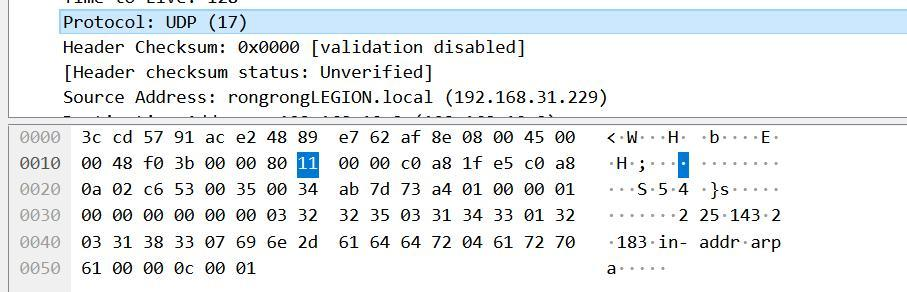 Protocol: UDP (17)
Header Checksum: 0x0000 [validation disabled]
[Header checksum status: Unverified]
Source Address: rongrongLEGION.local (192.168.31.229)
0000 3c cd 57 91 ac e2 48 89 e7 62 af 8e 08 00 45 00 <·W···H· ·b····E·
0010 00 48 f0 3b 00 00 80 11 00 00 c0 a8 1f e5 c0 a8 ·H·;···· ········
0020 0a 02 c6 53 00 35 00 34 ab 7d 73 a4 01 00 00 01 ···S·5·4 ·}s·····
0030 00 00 00 00 00 00 03 32 32 35 03 31 34 33 01 32 ·······2 25·143·2
0040 03 31 38 33 07 69 6e 2d 61 64 64 72 04 61 72 70 ·183·in- addr·arp
0050 61 00 00 0c 00 01 a·····